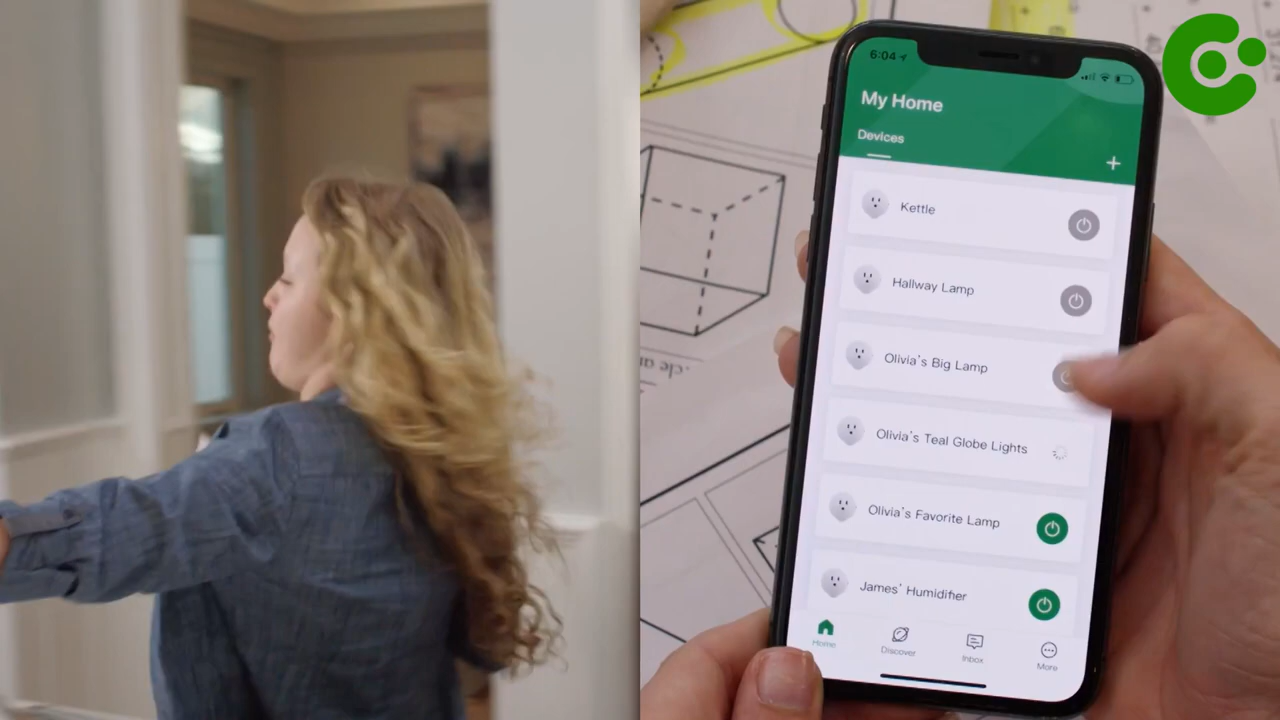 6:04
My Home
Devices
Kettle
Hallway Lamp
Olivia's Big Lamp
Olivia's Teal Globe Lights
Olivia's Favorite Lamp
James' Humidifier
Home
Discover
Inbox
More